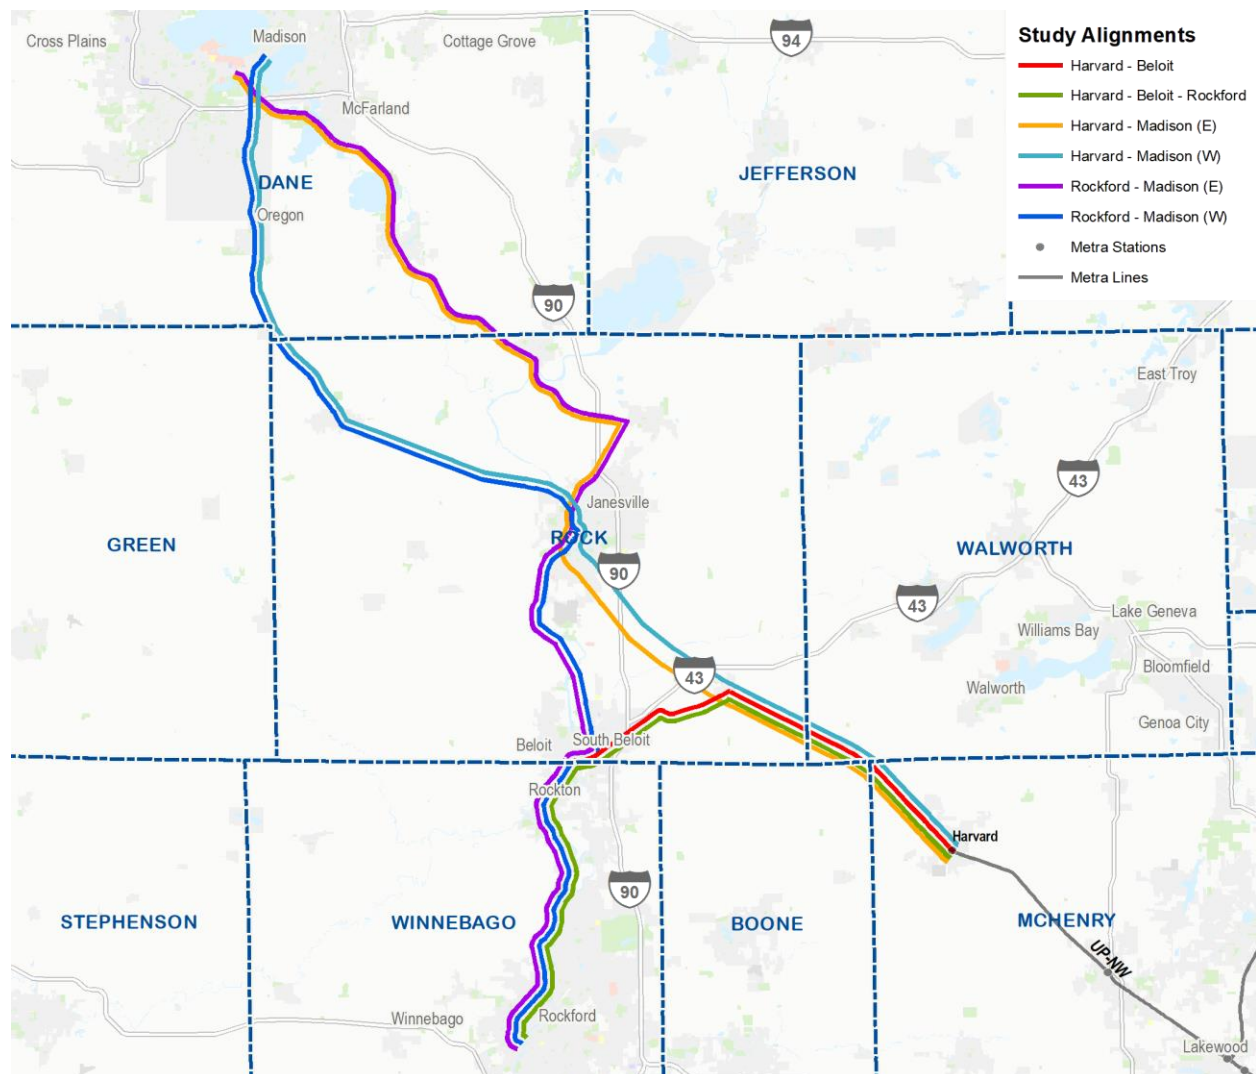 Madison
Cross Plains
Cottage Grove
94
McFarland
DANE
JEFFERSON
Oregon
90
Study Alignments
Harvard - Beloit
Harvard - Beloit - Rockford
Harvard - Madison (E)
Harvard - Madison (W)
Rockford - Madison (E)
Rockford - Madison (W)
Metra Stations
Metra Lines
East Troy
43
Janesville
GREEN
ROCK
WALWORTH
90
43
Lake Geneva
Williams Bay
Bloomfield
43
Walworth
Genoa City
Beloit
South Beloit
Rockton
Harvard
90
STEPHENSON
WINNEBAGO
BOONE
MCHENRY
UP-NW
Winnebago
Rockford
Lakewood